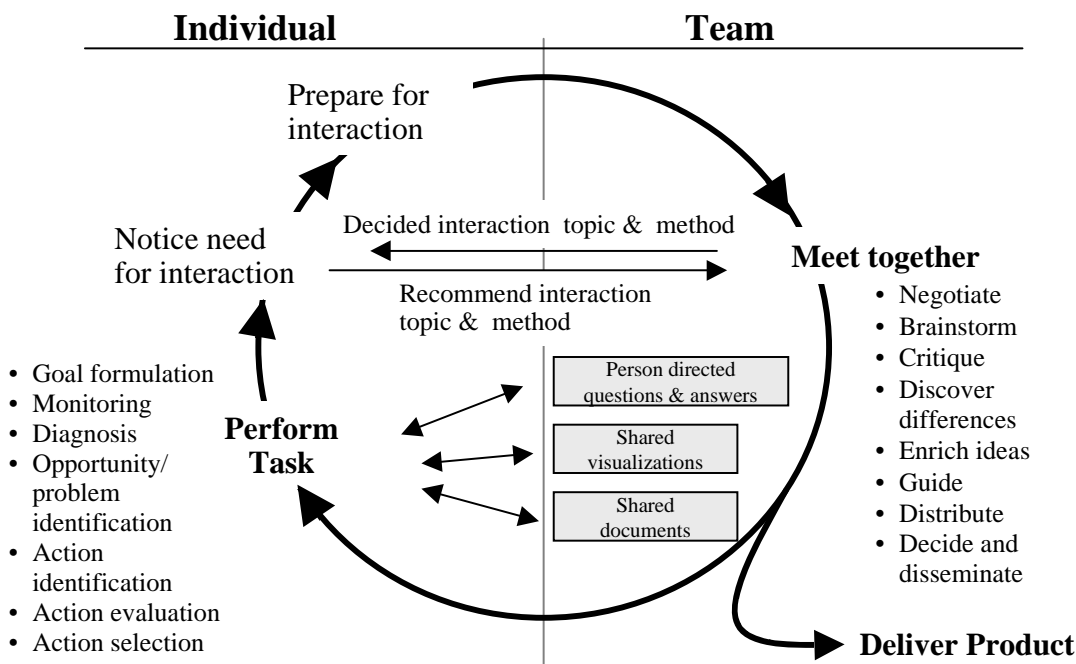 Individual
Team
Prepare for
interaction
Decided interaction topic & method
Notice need
for interaction
Meet together
Recommend interaction
topic & method
• Negotiate
• Brainstorm
• Critique
• Discover
differences
• Enrich ideas
• Guide
• Distribute
• Decide and
disseminate
• Goal formulation
• Monitoring
• Diagnosis
• Opportunity/
problem
identification
• Action
identification
• Action evaluation
• Action selection
Perform
Task
Person directed
questions & answers
Shared
visualizations
Shared
documents
Deliver Product